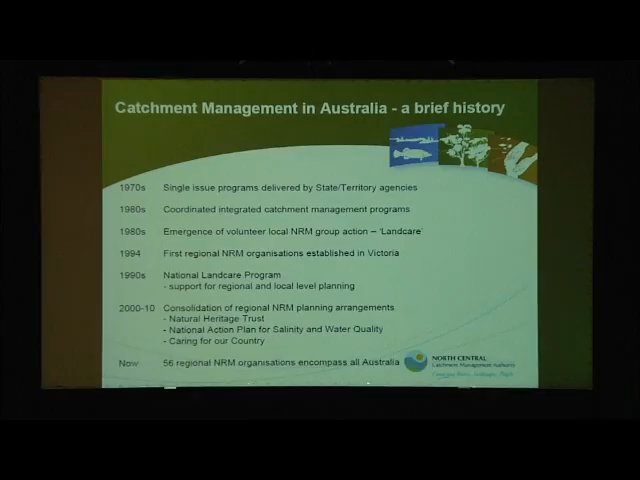 Catchment Management in Australia - a brief history
1970s Single issue programs delivered by State/Territory agencies
1980s Coordinated integrated catchment management programs
1980s Emergence of volunteer local NRM group action – 'Landcare'
1994 First regional NRM organisations established in Victoria
1990s National Landcare Program
- support for regional and local level planning
2000-10 Consolidation of regional NRM planning arrangements
- Natural Heritage Trust
- National Action Plan for Salinity and Water Quality
- Caring for our Country
Now 56 regional NRM organisations encompass all Australia
NORTH CENTRAL
Catchment Management Authority